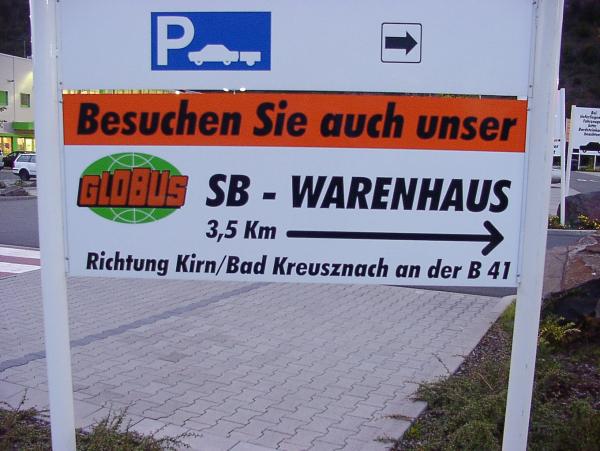 P
Besuchen Sie auch unser
GLOBUS SB - WARENHAUS
3,5 Km
Richtung Kirn/Bad Kreusznach an der B 41